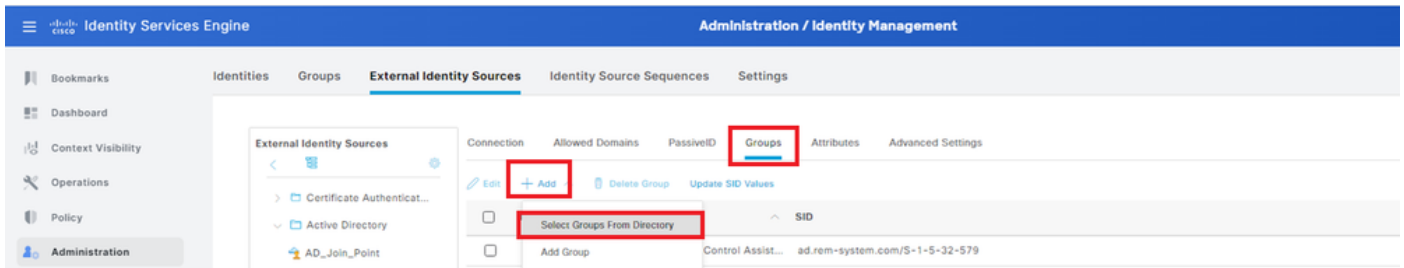 cisco Identity Services Engine
Administration / Identity Management
Bookmarks
Dashboard
Context Visibility
Operations
Policy
Administration
Identities Groups External Identity Sources Identity Source Sequences Settings
External Identity Sources
Certificate Authenticat...
Active Directory
AD_Join_Point
Connection Allowed Domains PassiveID Groups Attributes Advanced Settings
Edit + Add Delete Group Update SID Values
SID
Select Groups From Directory
Add Group
Control Assist... ad.rem-system.com/S-1-5-32-579